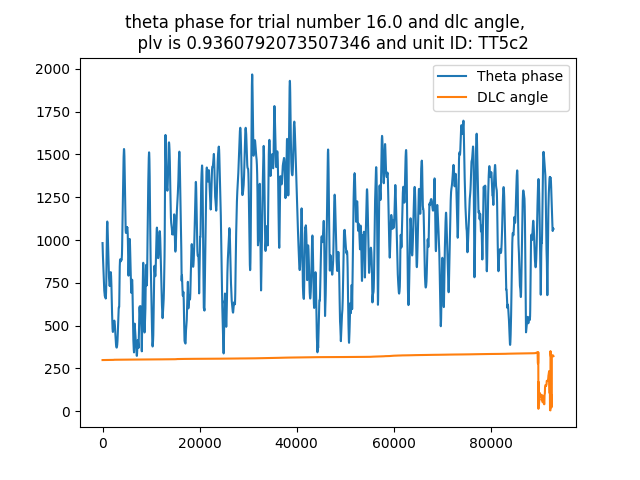 theta phase for trial number 16.0 and dlc angle,
plv is 0.9360792073507346 and unit ID: TT5c2
Theta phase
DLC angle
2000
1750
1500
1250
1000
750
500
250
0
0 20000 40000 60000 80000